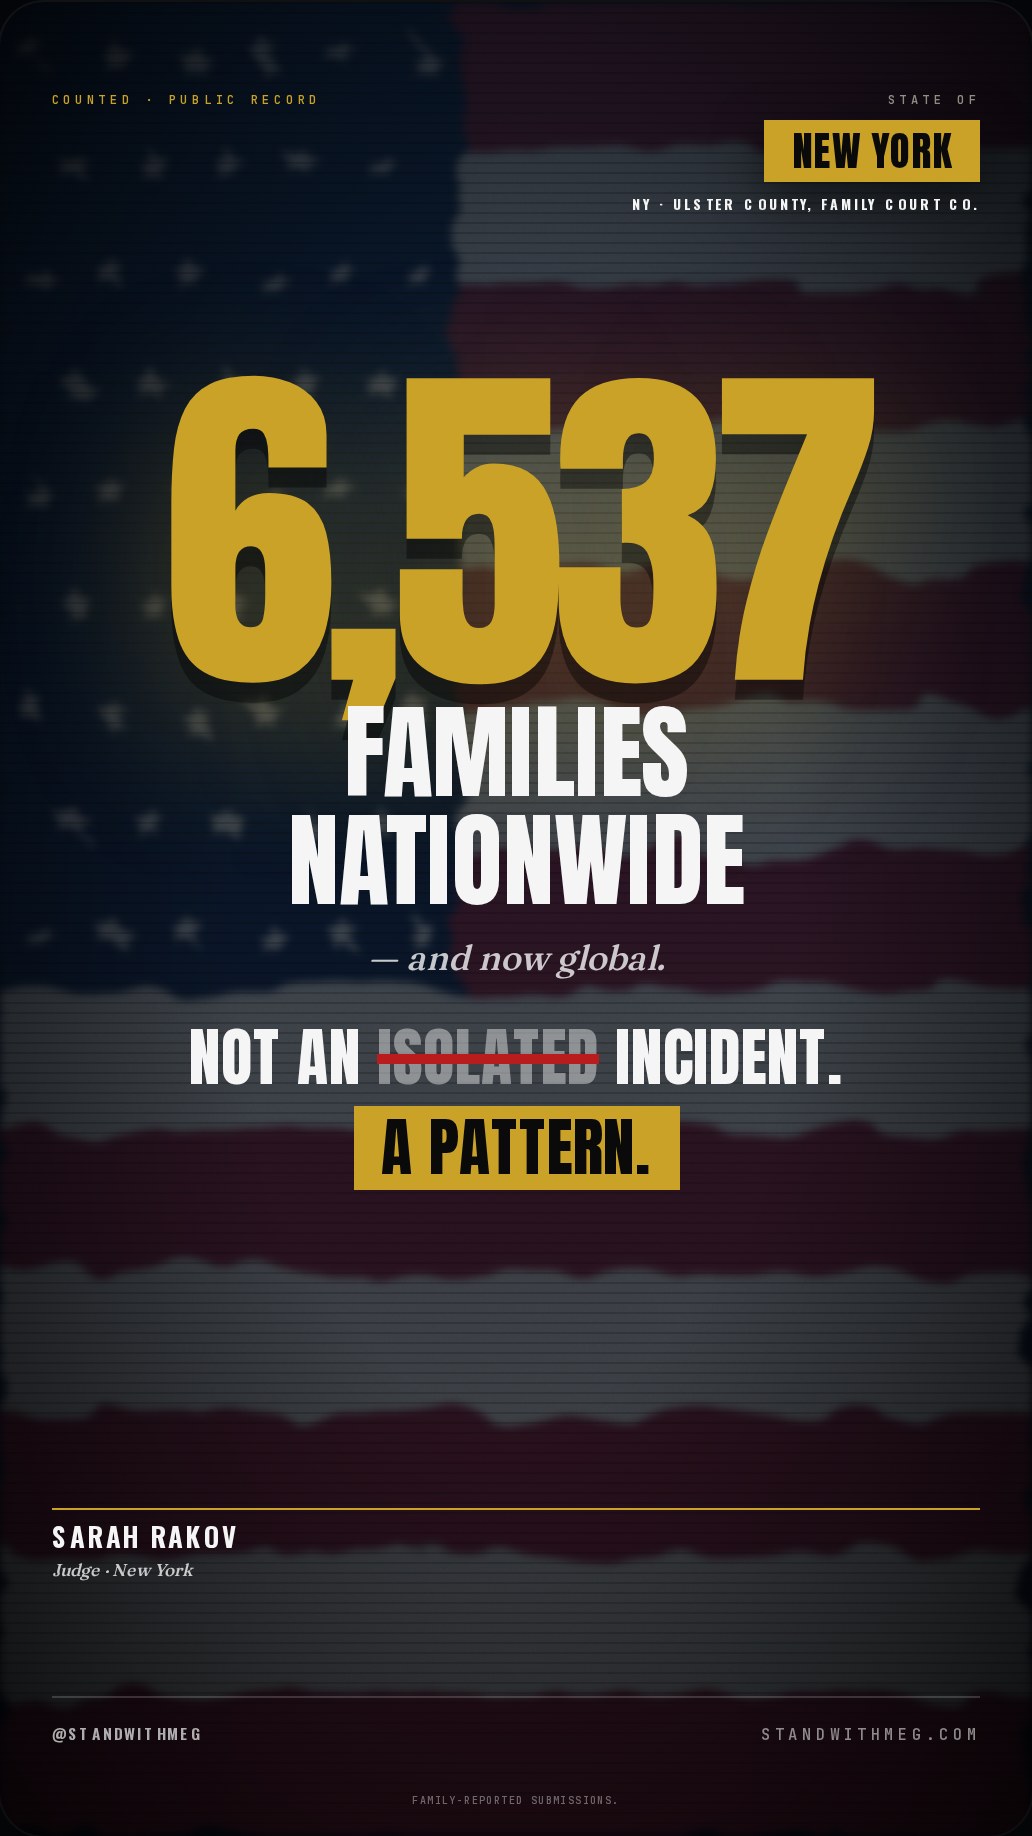 COUNTED · PUBLIC RECORD
STATE OF
NEW YORK
NY · ULSTER COUNTY, FAMILY COURT CO.
6,537
FAMILIES
NATIONWIDE
— and now global.
NOT AN ISOLATED INCIDENT.
A PATTERN.
SARAH RAKOV
Judge · New York
@STANDWITHMEG
STANDWITHMEG.COM
FAMILY-REPORTED SUBMISSIONS.